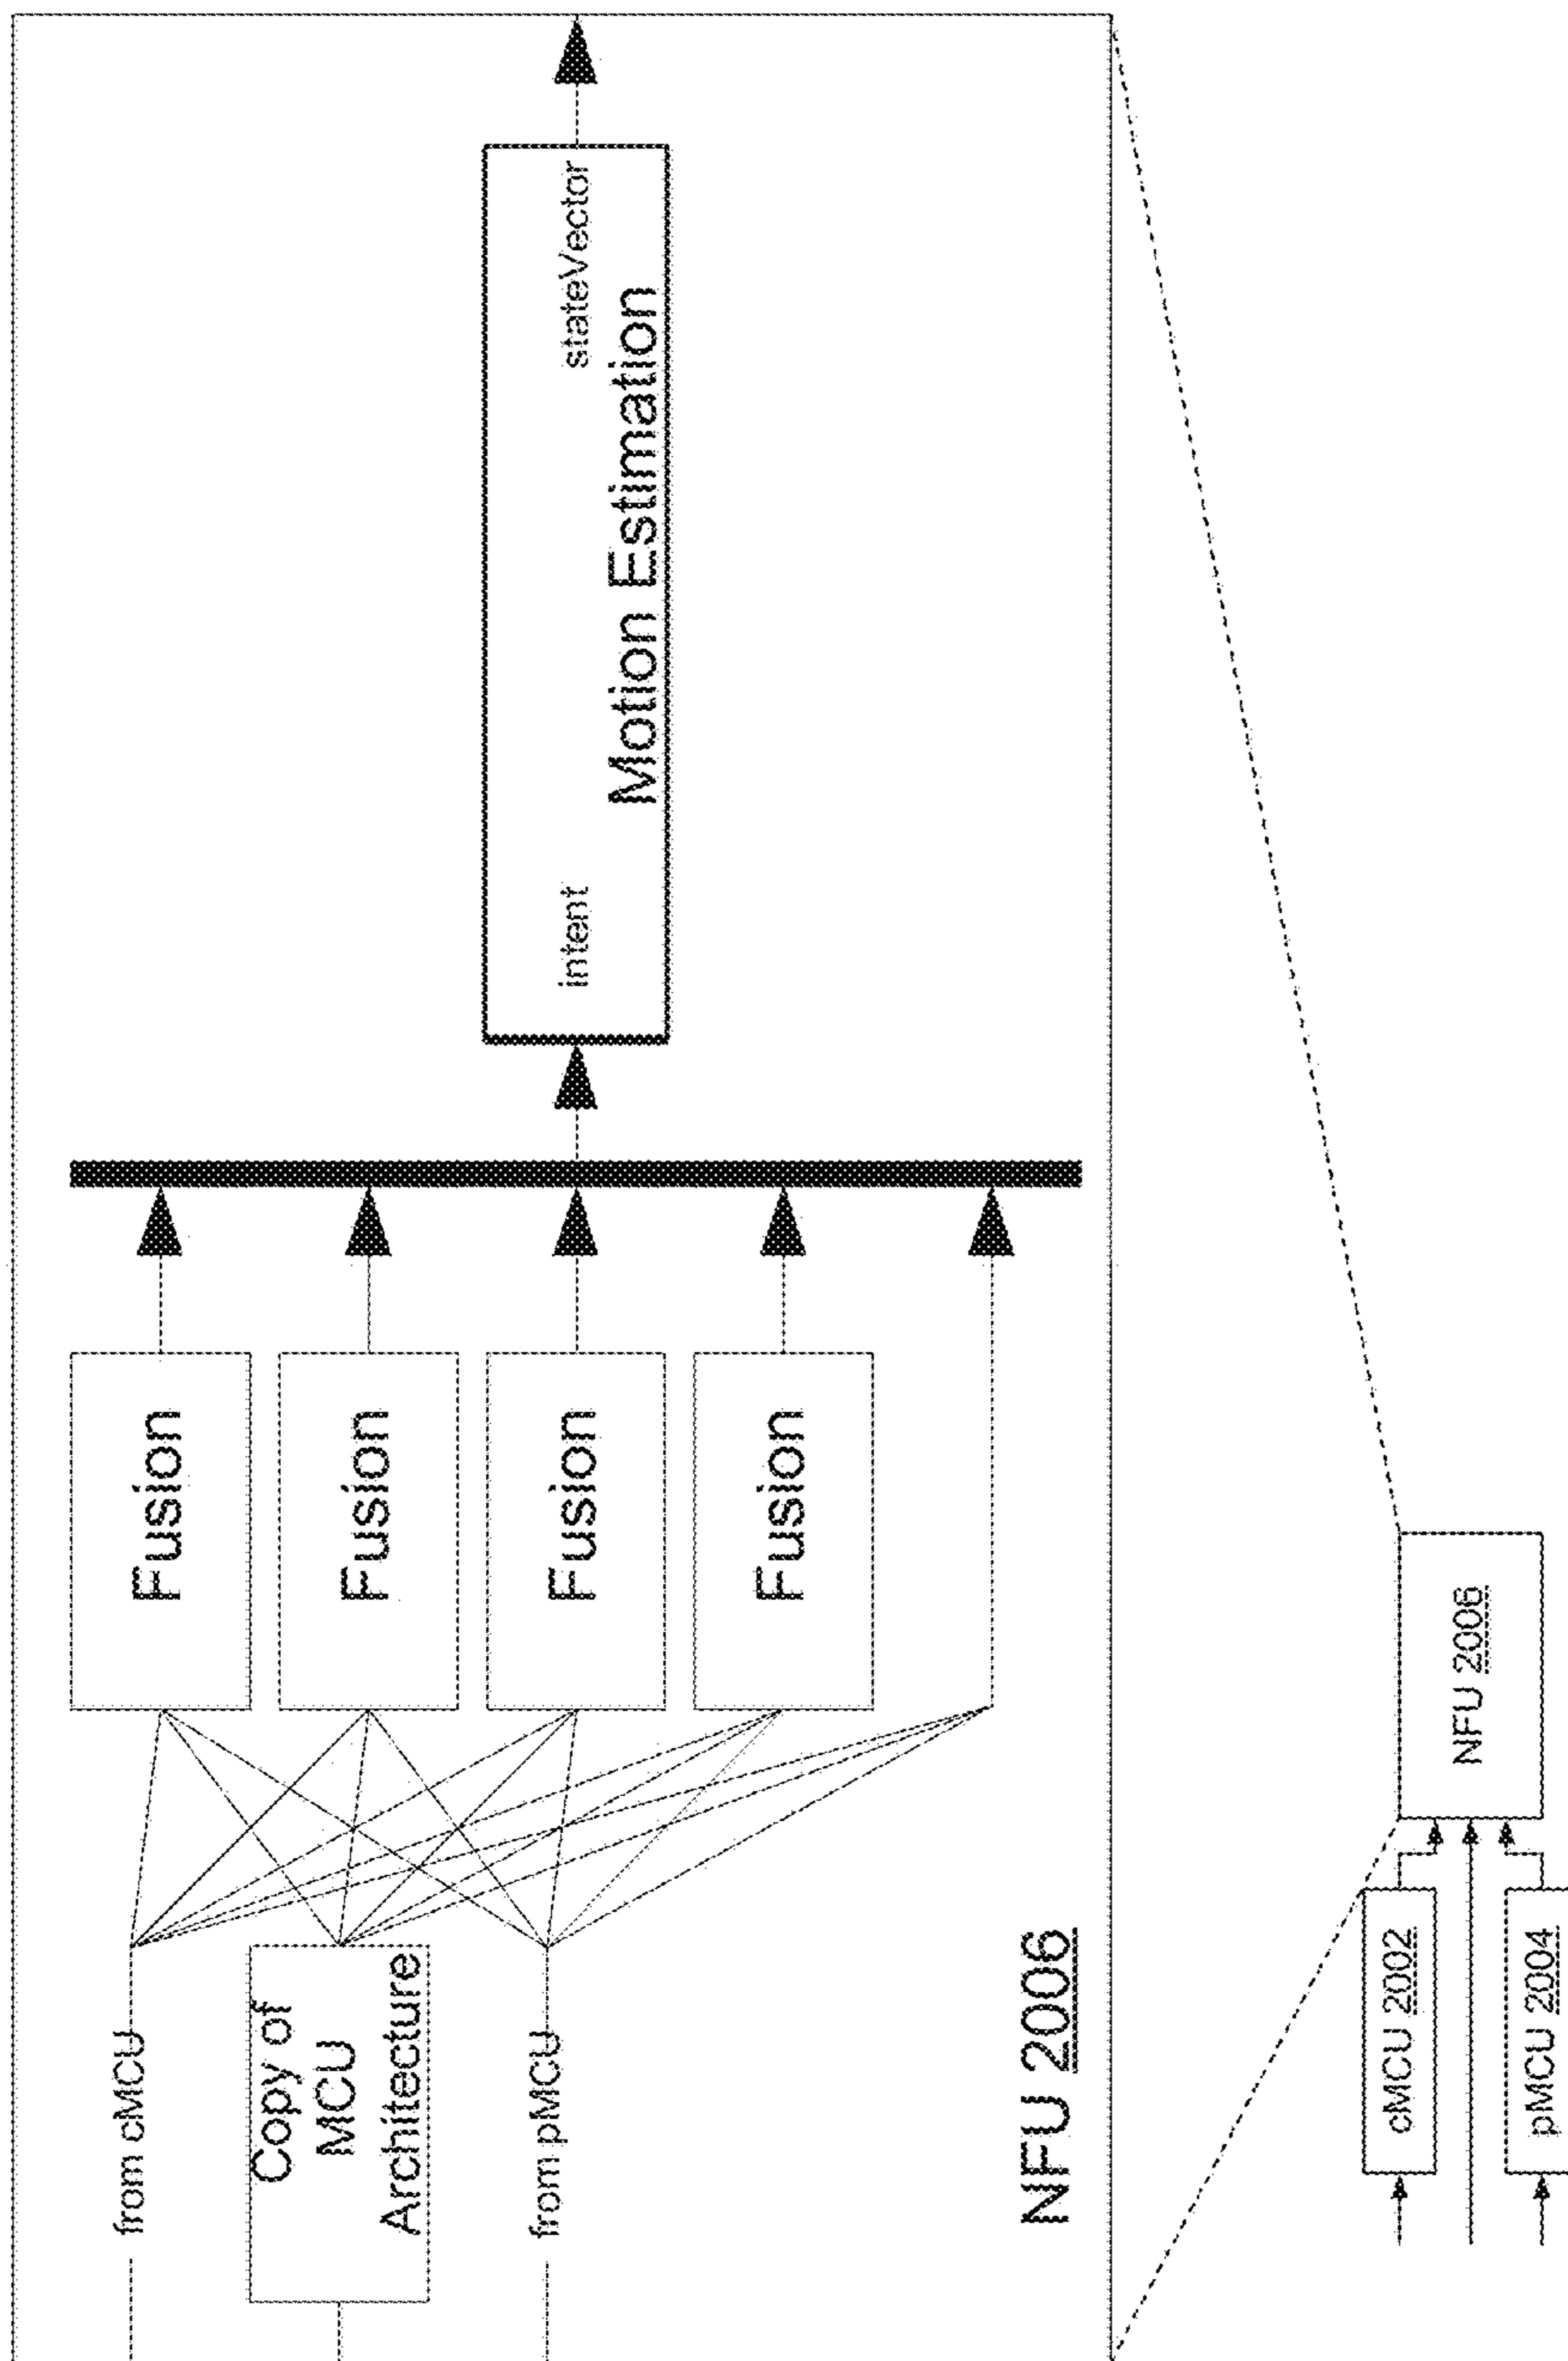 from cMCU
Copy of
MCU
Architecture
from pMCU
Fusion
Fusion
Fusion
Fusion
intent
stateVector
Motion Estimation
NFU 2006
cMCU 2002
pMCU 2004
NFU 2006